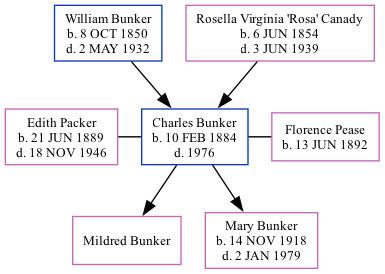 William Bunker
b. 8 OCT 1850
d. 2 MAY 1932
Rosella Virginia 'Rosa' Canady
b. 6 JUN 1854
d. 3 JUN 1939
Edith Packer
b. 21 JUN 1889
d. 18 NOV 1946
Charles Bunker
b. 10 FEB 1884
d. 1976
Florence Pease
b. 13 JUN 1892
Mildred Bunker
Mary Bunker
b. 14 NOV 1918
d. 2 JAN 1979